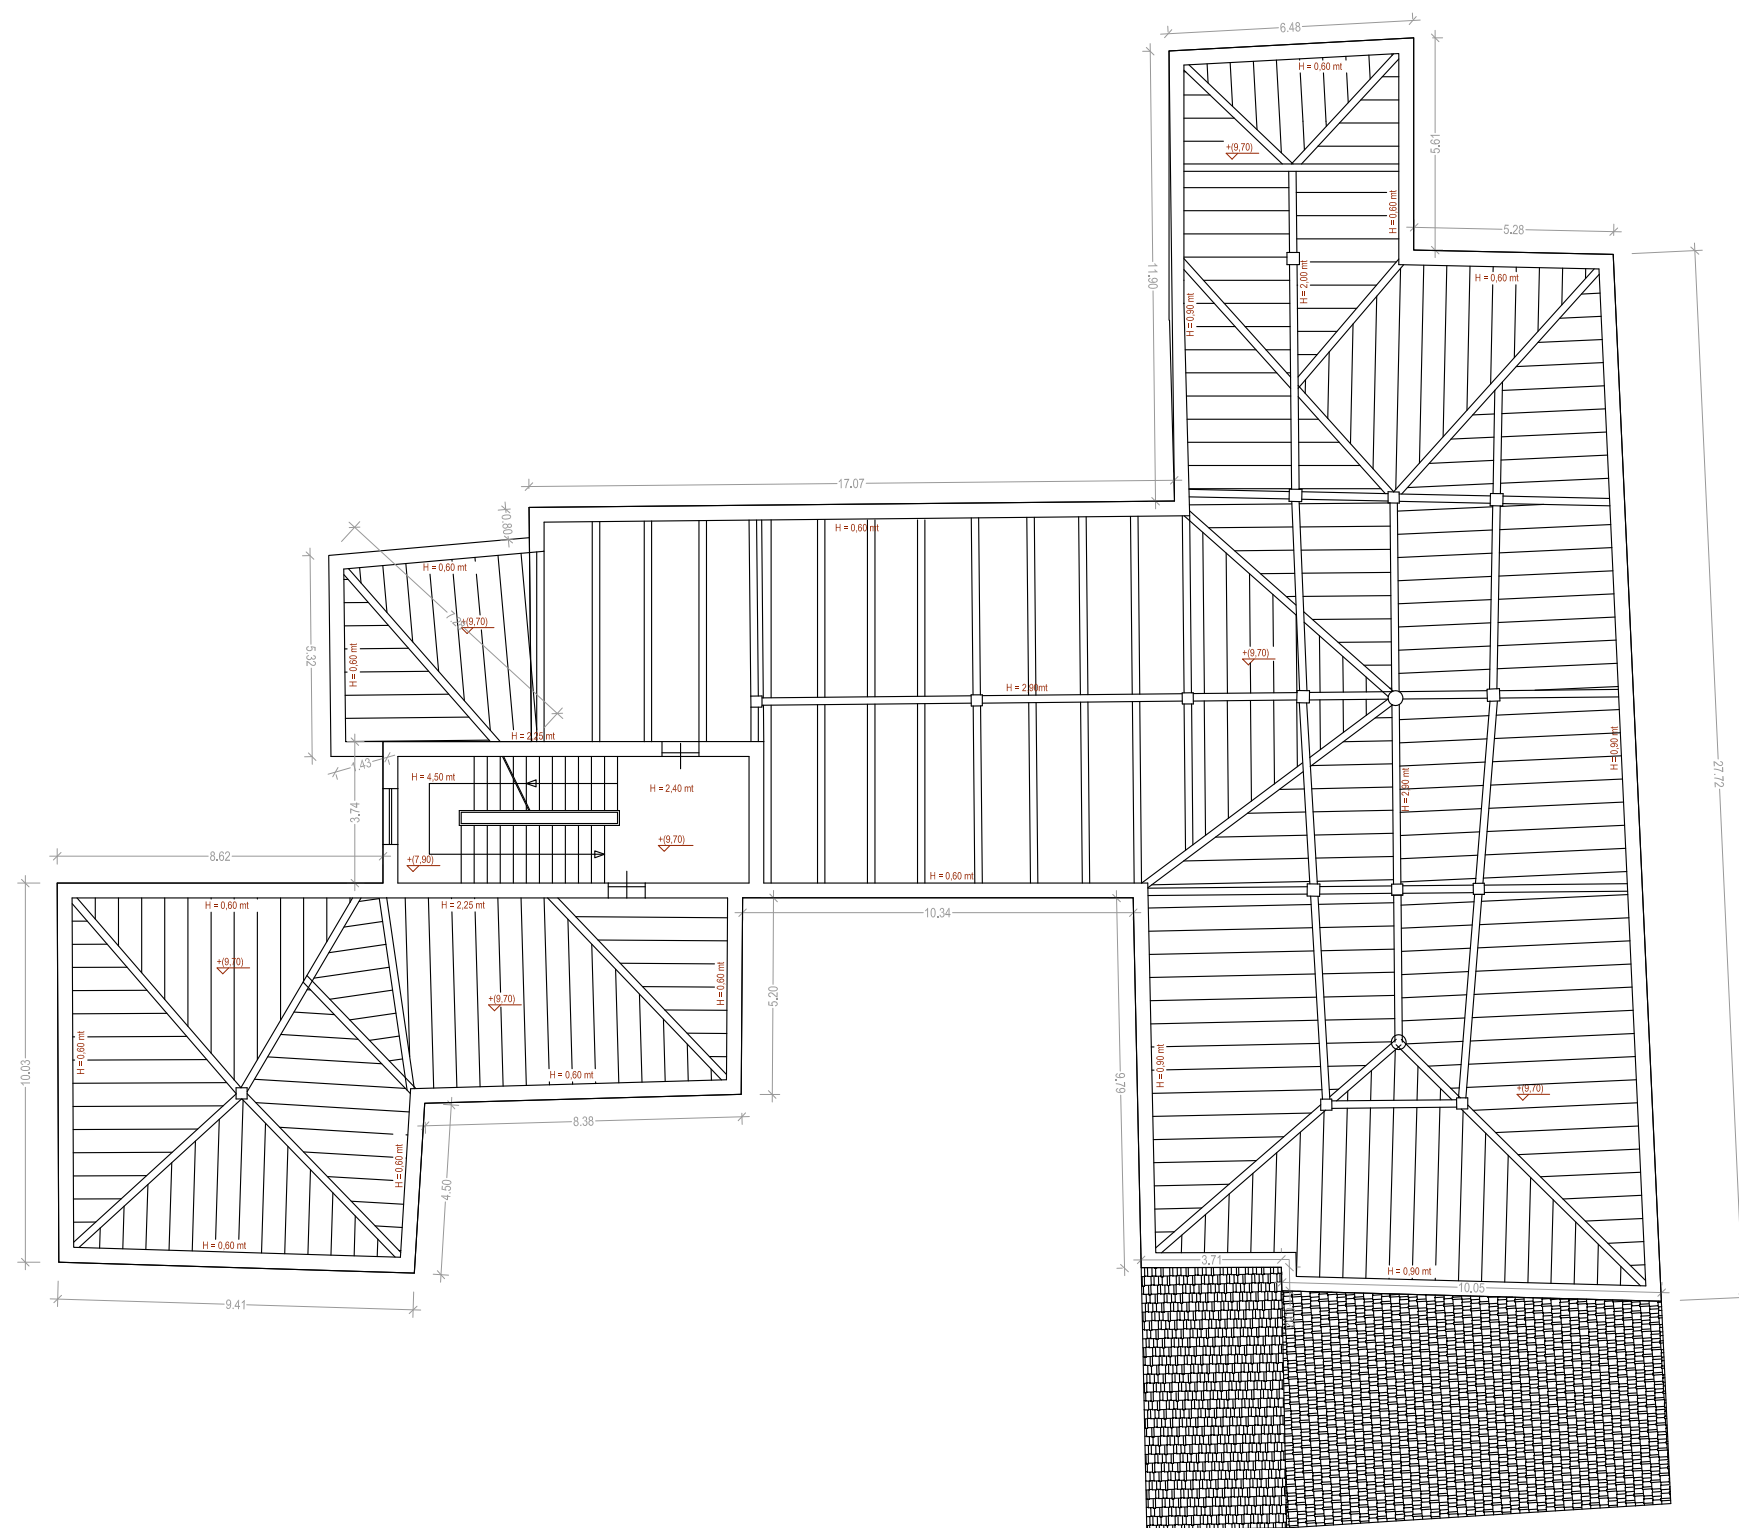 6.48
H = 0,60 mt
5.61
+(9,70)
H = 0,60 mt
5.28
11.90
H = 2,00 mt
H = 0,60 mt
H = 0,90 mt
17.07
0.80
H = 0,60 mt
H = 0,60 mt
+(9,70)
5.32
H = 0,60 mt
+(9,70)
H = 2,90mt
H = 2,25 mt
H = 0,90 mt
27.72
1.43
H = 4,50 mt
H = 2,40 mt
H = 2,90 mt
3.74
+(9,70)
8.62
+(7,90)
H = 0,60 mt
H = 0,60 mt
H = 2,25 mt
10.34
+(9,70)
H = 0,60 mt
+(9,70)
5.20
H = 0,60 mt
10.03
H = 0,60 mt
H = 0,90 mt
9.79
+(9,70)
8.38
H = 0,60 mt
4.50
H = 0,60 mt
3.71
H = 0,90 mt
10.05
9.41